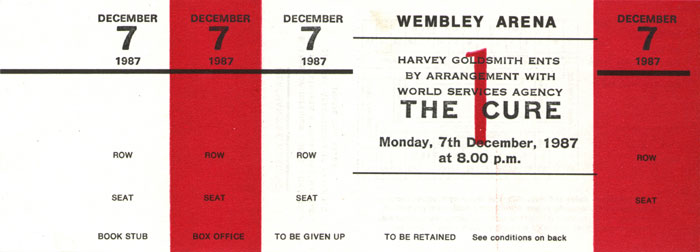 DECEMBER
7
1987
ROW
SEAT
BOOK STUB
DECEMBER
7
1987
ROW
SEAT
BOX OFFICE
DECEMBER
7
1987
ROW
SEAT
TO BE GIVEN UP
WEMBLEY ARENA
HARVEY GOLDSMITH ENTS
BY ARRANGEMENT WITH
WORLD SERVICES AGENCY
THE CURE
1
Monday, 7th December, 1987
at 8.00 p.m.
TO BE RETAINED See conditions on back
DECEMBER
7
1987
ROW
SEAT